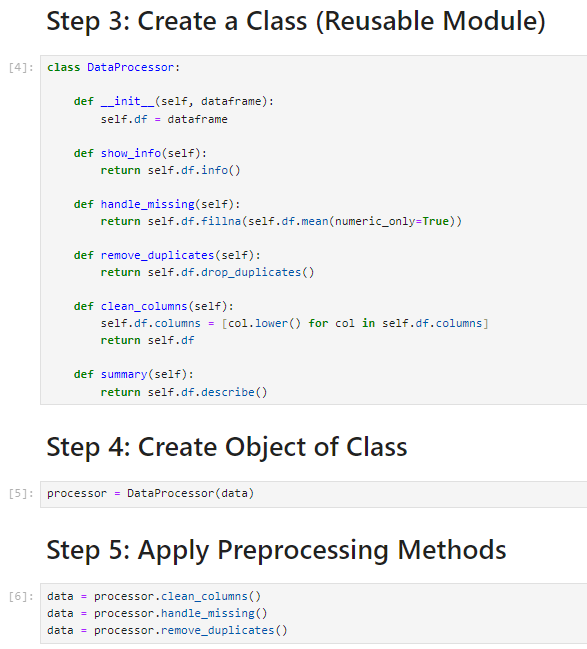 Step 3: Create a Class (Reusable Module)
[4]: class DataProcessor:
def __init__(self, dataframe):
self.df = dataframe
def show_info(self):
return self.df.info()
def handle_missing(self):
return self.df.fillna(self.df.mean(numeric_only=True))
def remove_duplicates(self):
return self.df.drop_duplicates()
def clean_columns(self):
self.df.columns = [col.lower() for col in self.df.columns]
return self.df
def summary(self):
return self.df.describe()
Step 4: Create Object of Class
[5]: processor = DataProcessor(data)
Step 5: Apply Preprocessing Methods
[6]: data = processor.clean_columns()
data = processor.handle_missing()
data = processor.remove_duplicates()